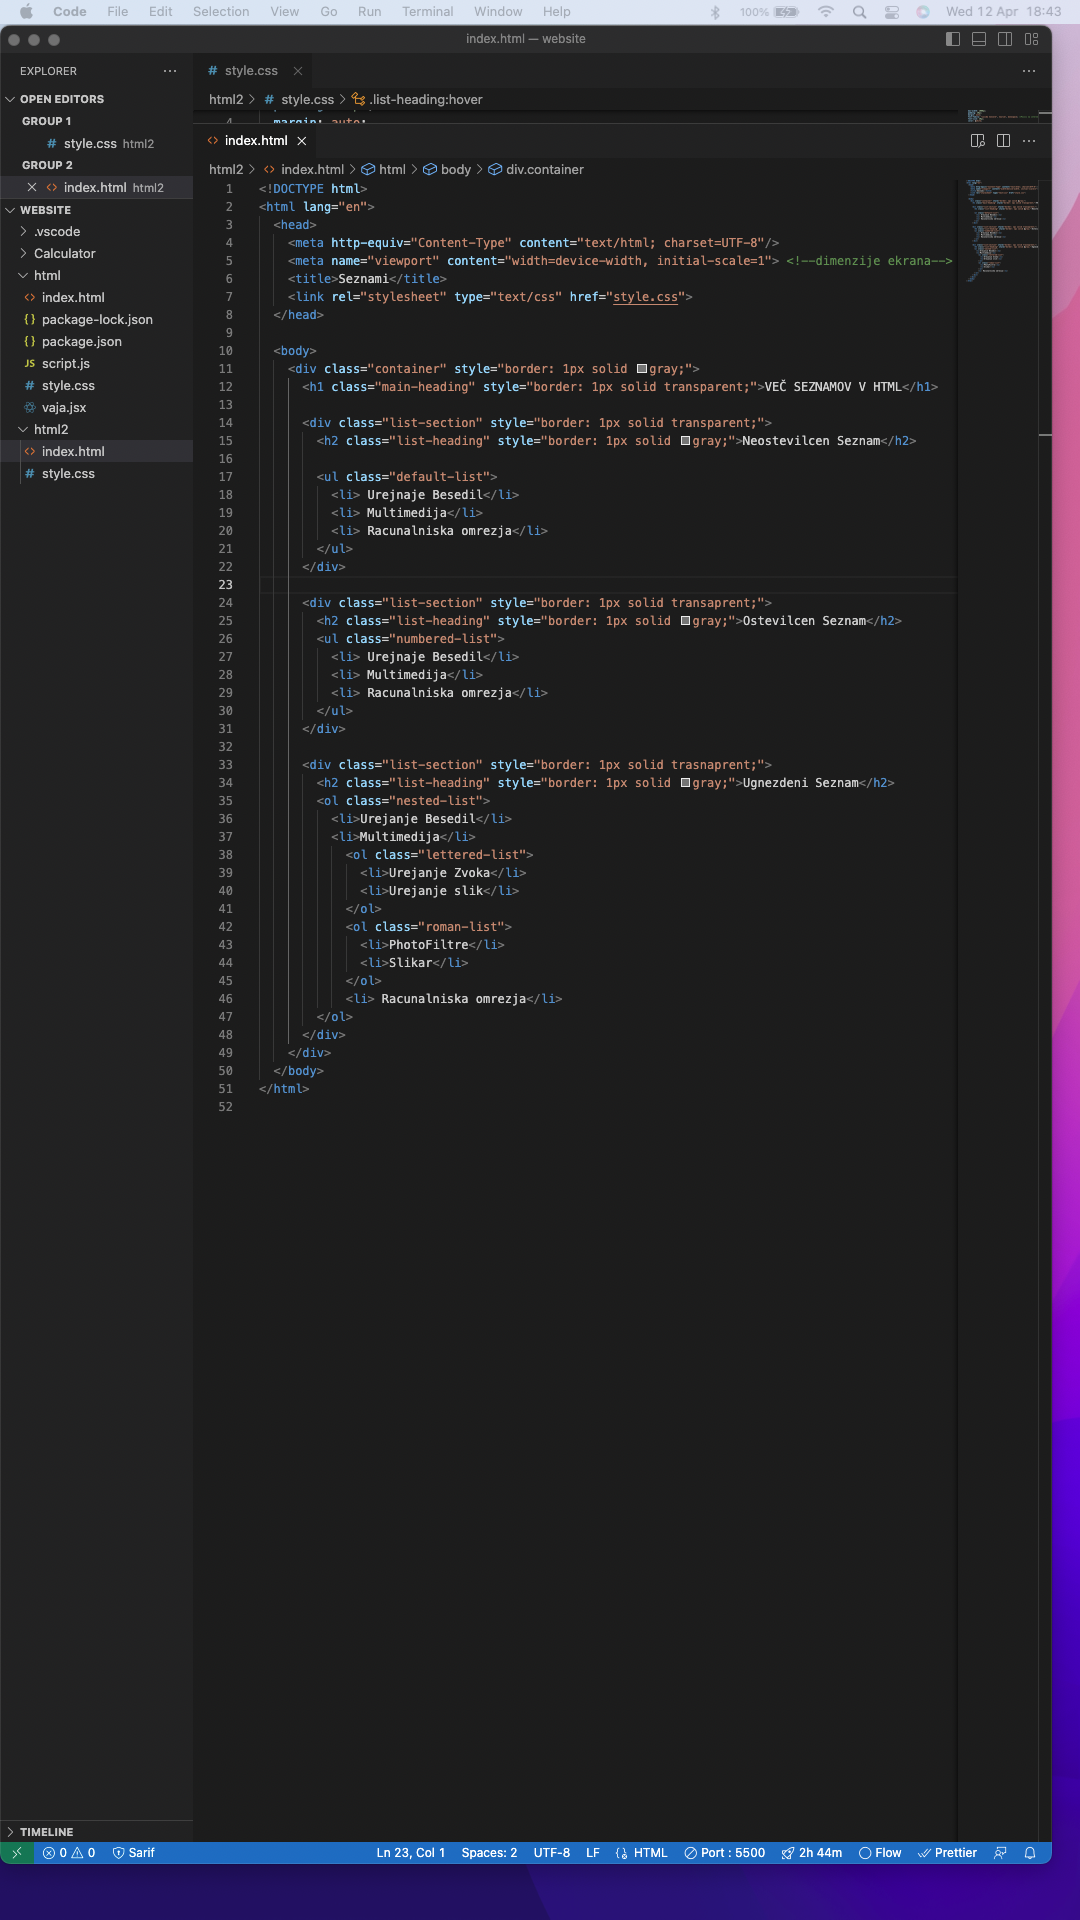 Code File Edit Selection View Go Run Terminal Window Help 100% Wed 12 Apr 18:43
index.html — website
EXPLORER
OPEN EDITORS
GROUP 1
# style.css html2
GROUP 2
index.html html2
WEBSITE
.vscode
Calculator
html
index.html
package-lock.json
package.json
JS script.js
# style.css
vaja.jsx
html2
index.html
# style.css
TIMELINE
# style.css
html2 > # style.css > .list-heading:hover
4 margin: auto;
index.html
html2 > index.html > html > body > div.container
1 <!DOCTYPE html>
2 <html lang="en">
3 <head>
4 <meta http-equiv="Content-Type" content="text/html; charset=UTF-8"/>
5 <meta name="viewport" content="width=device-width, initial-scale=1"> <!--dimenzije ekrana-->
6 <title>Seznami</title>
7 <link rel="stylesheet" type="text/css" href="style.css">
8 </head>
9
10 <body>
11 <div class="container" style="border: 1px solid gray;">
12 <h1 class="main-heading" style="border: 1px solid transparent;">VEČ SEZNAMOV V HTML</h1>
13
14 <div class="list-section" style="border: 1px solid transparent;">
15 <h2 class="list-heading" style="border: 1px solid gray;">Neostevilcen Seznam</h2>
16
17 <ul class="default-list">
18 <li> Urejnaje Besedil</li>
19 <li> Multimedija</li>
20 <li> Racunalniska omrezja</li>
21 </ul>
22 </div>
23
24 <div class="list-section" style="border: 1px solid transaprent;">
25 <h2 class="list-heading" style="border: 1px solid gray;">Ostevilcen Seznam</h2>
26 <ul class="numbered-list">
27 <li> Urejnaje Besedil</li>
28 <li> Multimedija</li>
29 <li> Racunalniska omrezja</li>
30 </ul>
31 </div>
32
33 <div class="list-section" style="border: 1px solid trasnaprent;">
34 <h2 class="list-heading" style="border: 1px solid gray;">Ugnezdeni Seznam</h2>
35 <ol class="nested-list">
36 <li>Urejanje Besedil</li>
37 <li>Multimedija</li>
38 <ol class="lettered-list">
39 <li>Urejanje Zvoka</li>
40 <li>Urejanje slik</li>
41 </ol>
42 <ol class="roman-list">
43 <li>PhotoFiltre</li>
44 <li>Slikar</li>
45 </ol>
46 <li> Racunalniska omrezja</li>
47 </ol>
48 </div>
49 </div>
50 </body>
51 </html>
52
0 0 Sarif Ln 23, Col 1 Spaces: 2 UTF-8 LF HTML Port : 5500 2h 44m Flow Prettier